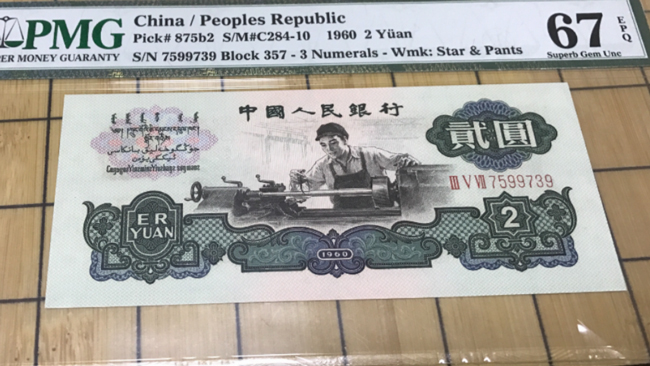 PMG
PER MONEY GUARANTY
China / Peoples Republic
Pick# 875b2 S/M#C284-10 1960 2 Yüan
S/N 7599739 Block 357 - 3 Numerals - Wmk: Star & Pants
67 EPQ
Superb Gem Unc
中國人民銀行
貳圓
III V VII 7599739
ER
YUAN
2
1960